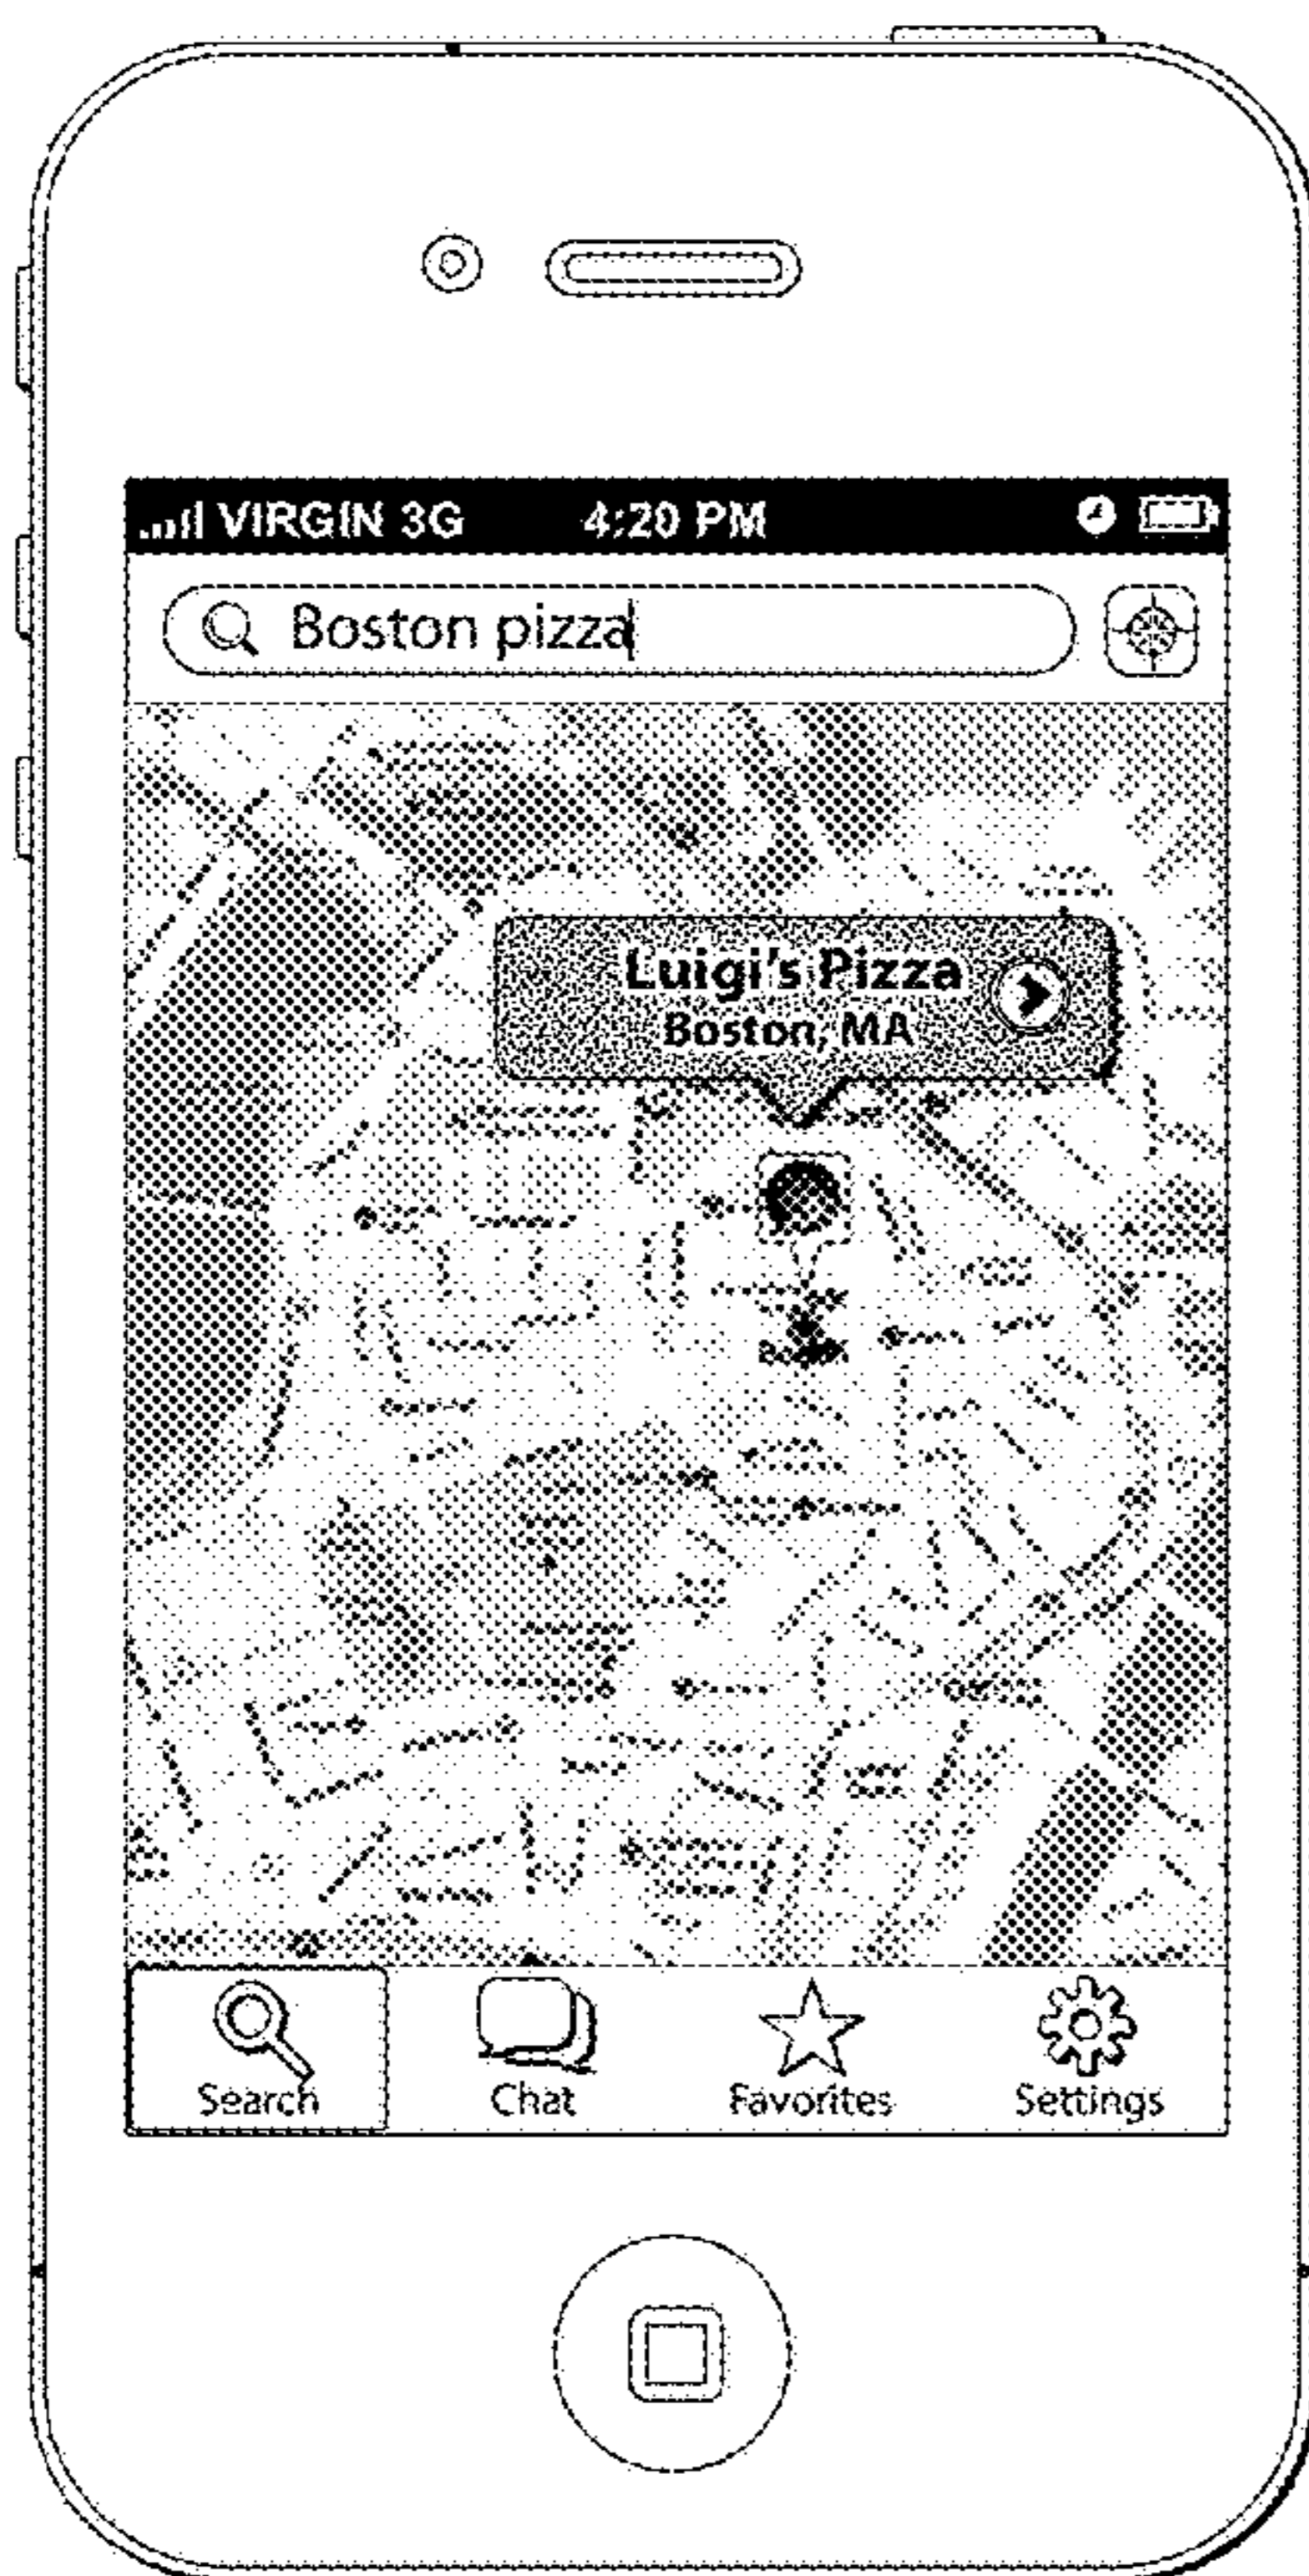 VIRGIN 3G 4:20 PM
Boston pizza
Luigi's Pizza
Boston, MA
Search Chat Favorites Settings